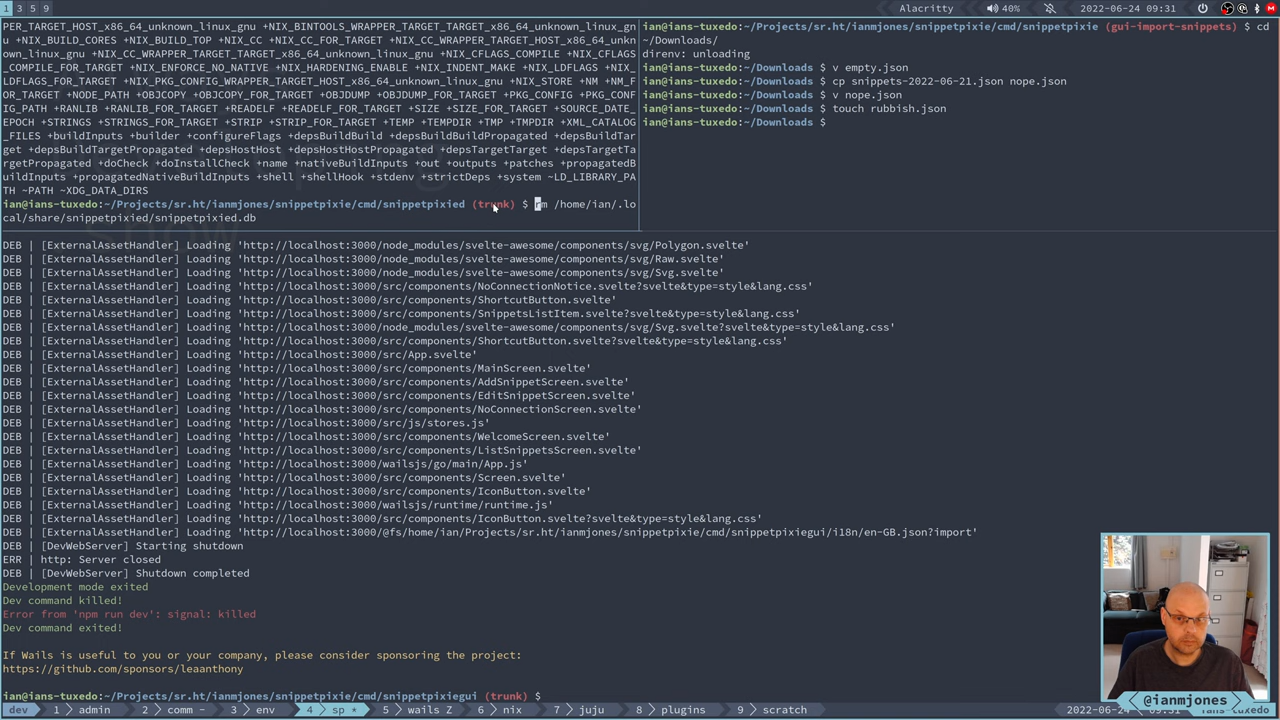 1 3 5 9
Alacritty
40%
2022-06-24 09:31
PER_TARGET_HOST_x86_64_unknown_linux_gnu +NIX_BINTOOLS_WRAPPER_TARGET_TARGET_x86_64_unknown_linux_gn
u +NIX_BUILD_CORES +NIX_BUILD_TOP +NIX_CC +NIX_CC_WRAPPER_TARGET_HOST_x86_64_unkn
own_linux_gnu +NIX_CC_WRAPPER_TARGET_TARGET_x86_64_unknown_linux_gnu +NIX_CFLAGS_COMPILE +NIX_CFLAGS
_COMPILE_FOR_TARGET +NIX_ENFORCE_NO_NATIVE +NIX_HARDENING_ENABLE +NIX_INDENT_MAKE +NIX_LDFLAGS +NIX_
LDFLAGS_FOR_TARGET +NIX_PKG_CONFIG_WRAPPER_TARGET_HOST_x86_64_unknown_linux_gnu +NIX_STORE +NM +NM_F
OR_TARGET +NODE_PATH +OBJCOPY +OBJCOPY_FOR_TARGET +OBJDUMP +OBJDUMP_FOR_TARGET +PKG_CONFIG +PKG_CONF
IG_PATH +RANLIB +RANLIB_FOR_TARGET +READELF +READELF_FOR_TARGET +SIZE +SIZE_FOR_TARGET +SOURCE_DATE_
EPOCH +STRINGS +STRINGS_FOR_TARGET +STRIP +STRIP_FOR_TARGET +TEMP +TEMPDIR +TMP +TMPDIR +XML_CATALOG
_FILES +buildInputs +builder +configureFlags +depsBuildBuild +depsBuildBuildPropagated +depsBuildTar
get +depsBuildTargetPropagated +depsHostHost +depsHostHostPropagated +depsTargetTarget +depsTargetTa
rgetPropagated +doCheck +doInstallCheck +name +nativeBuildInputs +out +outputs +patches +propagatedB
uildInputs +propagatedNativeBuildInputs +shell +shellHook +stdenv +strictDeps +system ~LD_LIBRARY_PA
TH ~PATH ~XDG_DATA_DIRS
ian@ians-tuxedo:~/Projects/sr.ht/ianmjones/snippetpixie/cmd/snippetpixied (trunk) $ rm /home/ian/.lo
cal/share/snippetpixied/snippetpixied.db
ian@ians-tuxedo:~/Projects/sr.ht/ianmjones/snippetpixie/cmd/snippetpixie (gui-import-snippets) $ cd
~/Downloads/
direnv: unloading
ian@ians-tuxedo:~/Downloads $ v empty.json
ian@ians-tuxedo:~/Downloads $ cp snippets-2022-06-21.json nope.json
ian@ians-tuxedo:~/Downloads $ v nope.json
ian@ians-tuxedo:~/Downloads $ touch rubbish.json
ian@ians-tuxedo:~/Downloads $
DEB | [ExternalAssetHandler] Loading 'http://localhost:3000/node_modules/svelte-awesome/components/svg/Polygon.svelte'
DEB | [ExternalAssetHandler] Loading 'http://localhost:3000/node_modules/svelte-awesome/components/svg/Raw.svelte'
DEB | [ExternalAssetHandler] Loading 'http://localhost:3000/node_modules/svelte-awesome/components/svg/Svg.svelte'
DEB | [ExternalAssetHandler] Loading 'http://localhost:3000/src/components/NoConnectionNotice.svelte?svelte&type=style&lang.css'
DEB | [ExternalAssetHandler] Loading 'http://localhost:3000/src/components/ShortcutButton.svelte'
DEB | [ExternalAssetHandler] Loading 'http://localhost:3000/src/components/SnippetsListItem.svelte?svelte&type=style&lang.css'
DEB | [ExternalAssetHandler] Loading 'http://localhost:3000/node_modules/svelte-awesome/components/svg/Svg.svelte?svelte&type=style&lang.css'
DEB | [ExternalAssetHandler] Loading 'http://localhost:3000/src/components/ShortcutButton.svelte?svelte&type=style&lang.css'
DEB | [ExternalAssetHandler] Loading 'http://localhost:3000/src/App.svelte'
DEB | [ExternalAssetHandler] Loading 'http://localhost:3000/src/components/MainScreen.svelte'
DEB | [ExternalAssetHandler] Loading 'http://localhost:3000/src/components/AddSnippetScreen.svelte'
DEB | [ExternalAssetHandler] Loading 'http://localhost:3000/src/components/EditSnippetScreen.svelte'
DEB | [ExternalAssetHandler] Loading 'http://localhost:3000/src/components/NoConnectionScreen.svelte'
DEB | [ExternalAssetHandler] Loading 'http://localhost:3000/src/js/stores.js'
DEB | [ExternalAssetHandler] Loading 'http://localhost:3000/src/components/WelcomeScreen.svelte'
DEB | [ExternalAssetHandler] Loading 'http://localhost:3000/src/components/ListSnippetsScreen.svelte'
DEB | [ExternalAssetHandler] Loading 'http://localhost:3000/wailsjs/go/main/App.js'
DEB | [ExternalAssetHandler] Loading 'http://localhost:3000/src/components/Screen.svelte'
DEB | [ExternalAssetHandler] Loading 'http://localhost:3000/src/components/IconButton.svelte'
DEB | [ExternalAssetHandler] Loading 'http://localhost:3000/wailsjs/runtime/runtime.js'
DEB | [ExternalAssetHandler] Loading 'http://localhost:3000/src/components/IconButton.svelte?svelte&type=style&lang.css'
DEB | [ExternalAssetHandler] Loading 'http://localhost:3000/@fs/home/ian/Projects/sr.ht/ianmjones/snippetpixie/cmd/snippetpixiegui/i18n/en-GB.json?import'
DEB | [DevWebServer] Starting shutdown
ERR | http: Server closed
DEB | [DevWebServer] Shutdown completed
Development mode exited
Dev command killed!
Error from 'npm run dev': signal: killed
Dev command exited!
If Wails is useful to you or your company, please consider sponsoring the project:
https://github.com/sponsors/leaanthony
ian@ians-tuxedo:~/Projects/sr.ht/ianmjones/snippetpixie/cmd/snippetpixiegui (trunk) $
dev 1 admin 2 comm - 3 env 4 sp * 5 wails Z 6 nix 7 juju 8 plugins 9 scratch
@ianmjones